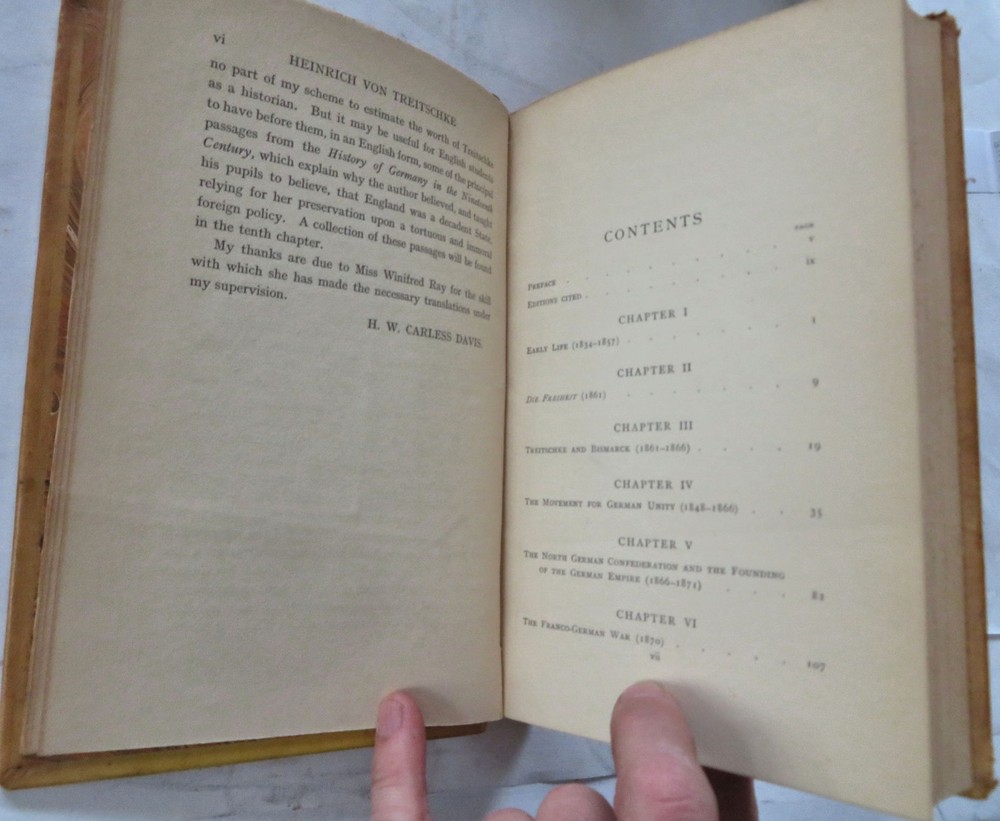 vi
HEINRICH VON TREITSCHKE
no part of my scheme to estimate the worth of Treitschke
as a historian. But it may be useful for English students
to have before them, in an English form, some of the principal
passages from the History of Germany in the Nineteenth
Century, which explain why the author believed, and taught
his pupils to believe, that England was a decadent State,
relying for her preservation upon a tortuous and immoral
foreign policy. A collection of these passages will be found
in the tenth chapter.
My thanks are due to Miss Winifred Ray for the skill
with which she has made the necessary translations under
my supervision.
H. W. CARLESS DAVIS.
CONTENTS
PAGE
PREFACE . . . . . . . . v
EDITIONS CITED . . . . . . . . ix
CHAPTER I
EARLY LIFE (1834–1857) . . . . . . 1
CHAPTER II
DIE FREIHEIT (1861) . . . . . . 9
CHAPTER III
TREITSCHKE AND BISMARCK (1861–1866) . . . . 19
CHAPTER IV
THE MOVEMENT FOR GERMAN UNITY (1848–1866) . . 35
CHAPTER V
THE NORTH GERMAN CONFEDERATION AND THE FOUNDING
OF THE GERMAN EMPIRE (1866–1871) . . . 82
CHAPTER VI
THE FRANCO-GERMAN WAR (1870) . . . . . 107
vii